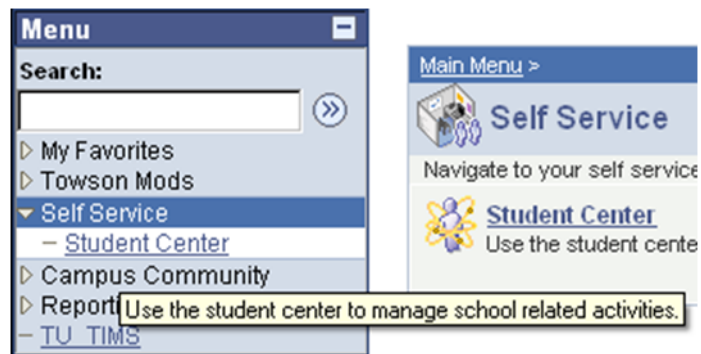 Menu
Search:
My Favorites
Towson Mods
Self Service
Student Center
Campus Community
Use the student center to manage school related activities.
TU_TIMS
Main Menu >
Self Service
Navigate to your self service
Student Center
Use the student cente